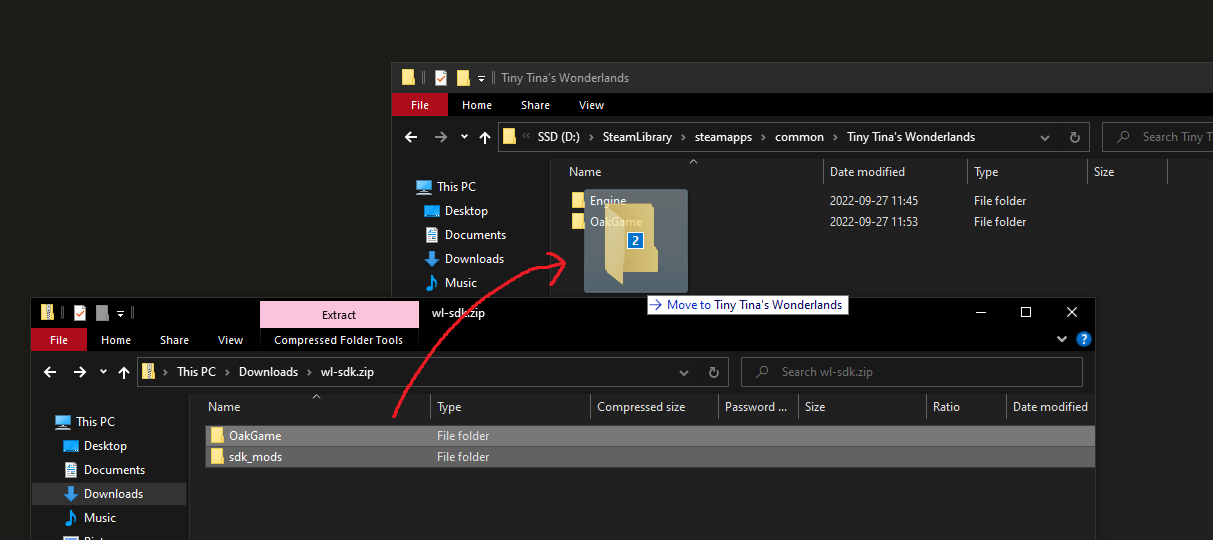 Tiny Tina's Wonderlands
File Home Share View
SSD (D:) SteamLibrary steamapps common Tiny Tina's Wonderlands
Search Tiny T
Name Date modified Type Size
This PC
Desktop
Documents
Downloads
Music
Engine 2022-09-27 11:45 File folder
OakGame 2022-09-27 11:53 File folder
2
Move to Tiny Tina's Wonderlands
Extract wl-sdk.zip
File Home Share View Compressed Folder Tools
?
This PC Downloads wl-sdk.zip
Search wl-sdk.zip
Name Type Compressed size Password ... Size Ratio Date modified
This PC
Desktop
Documents
Downloads
Music
OakGame File folder
sdk_mods File folder